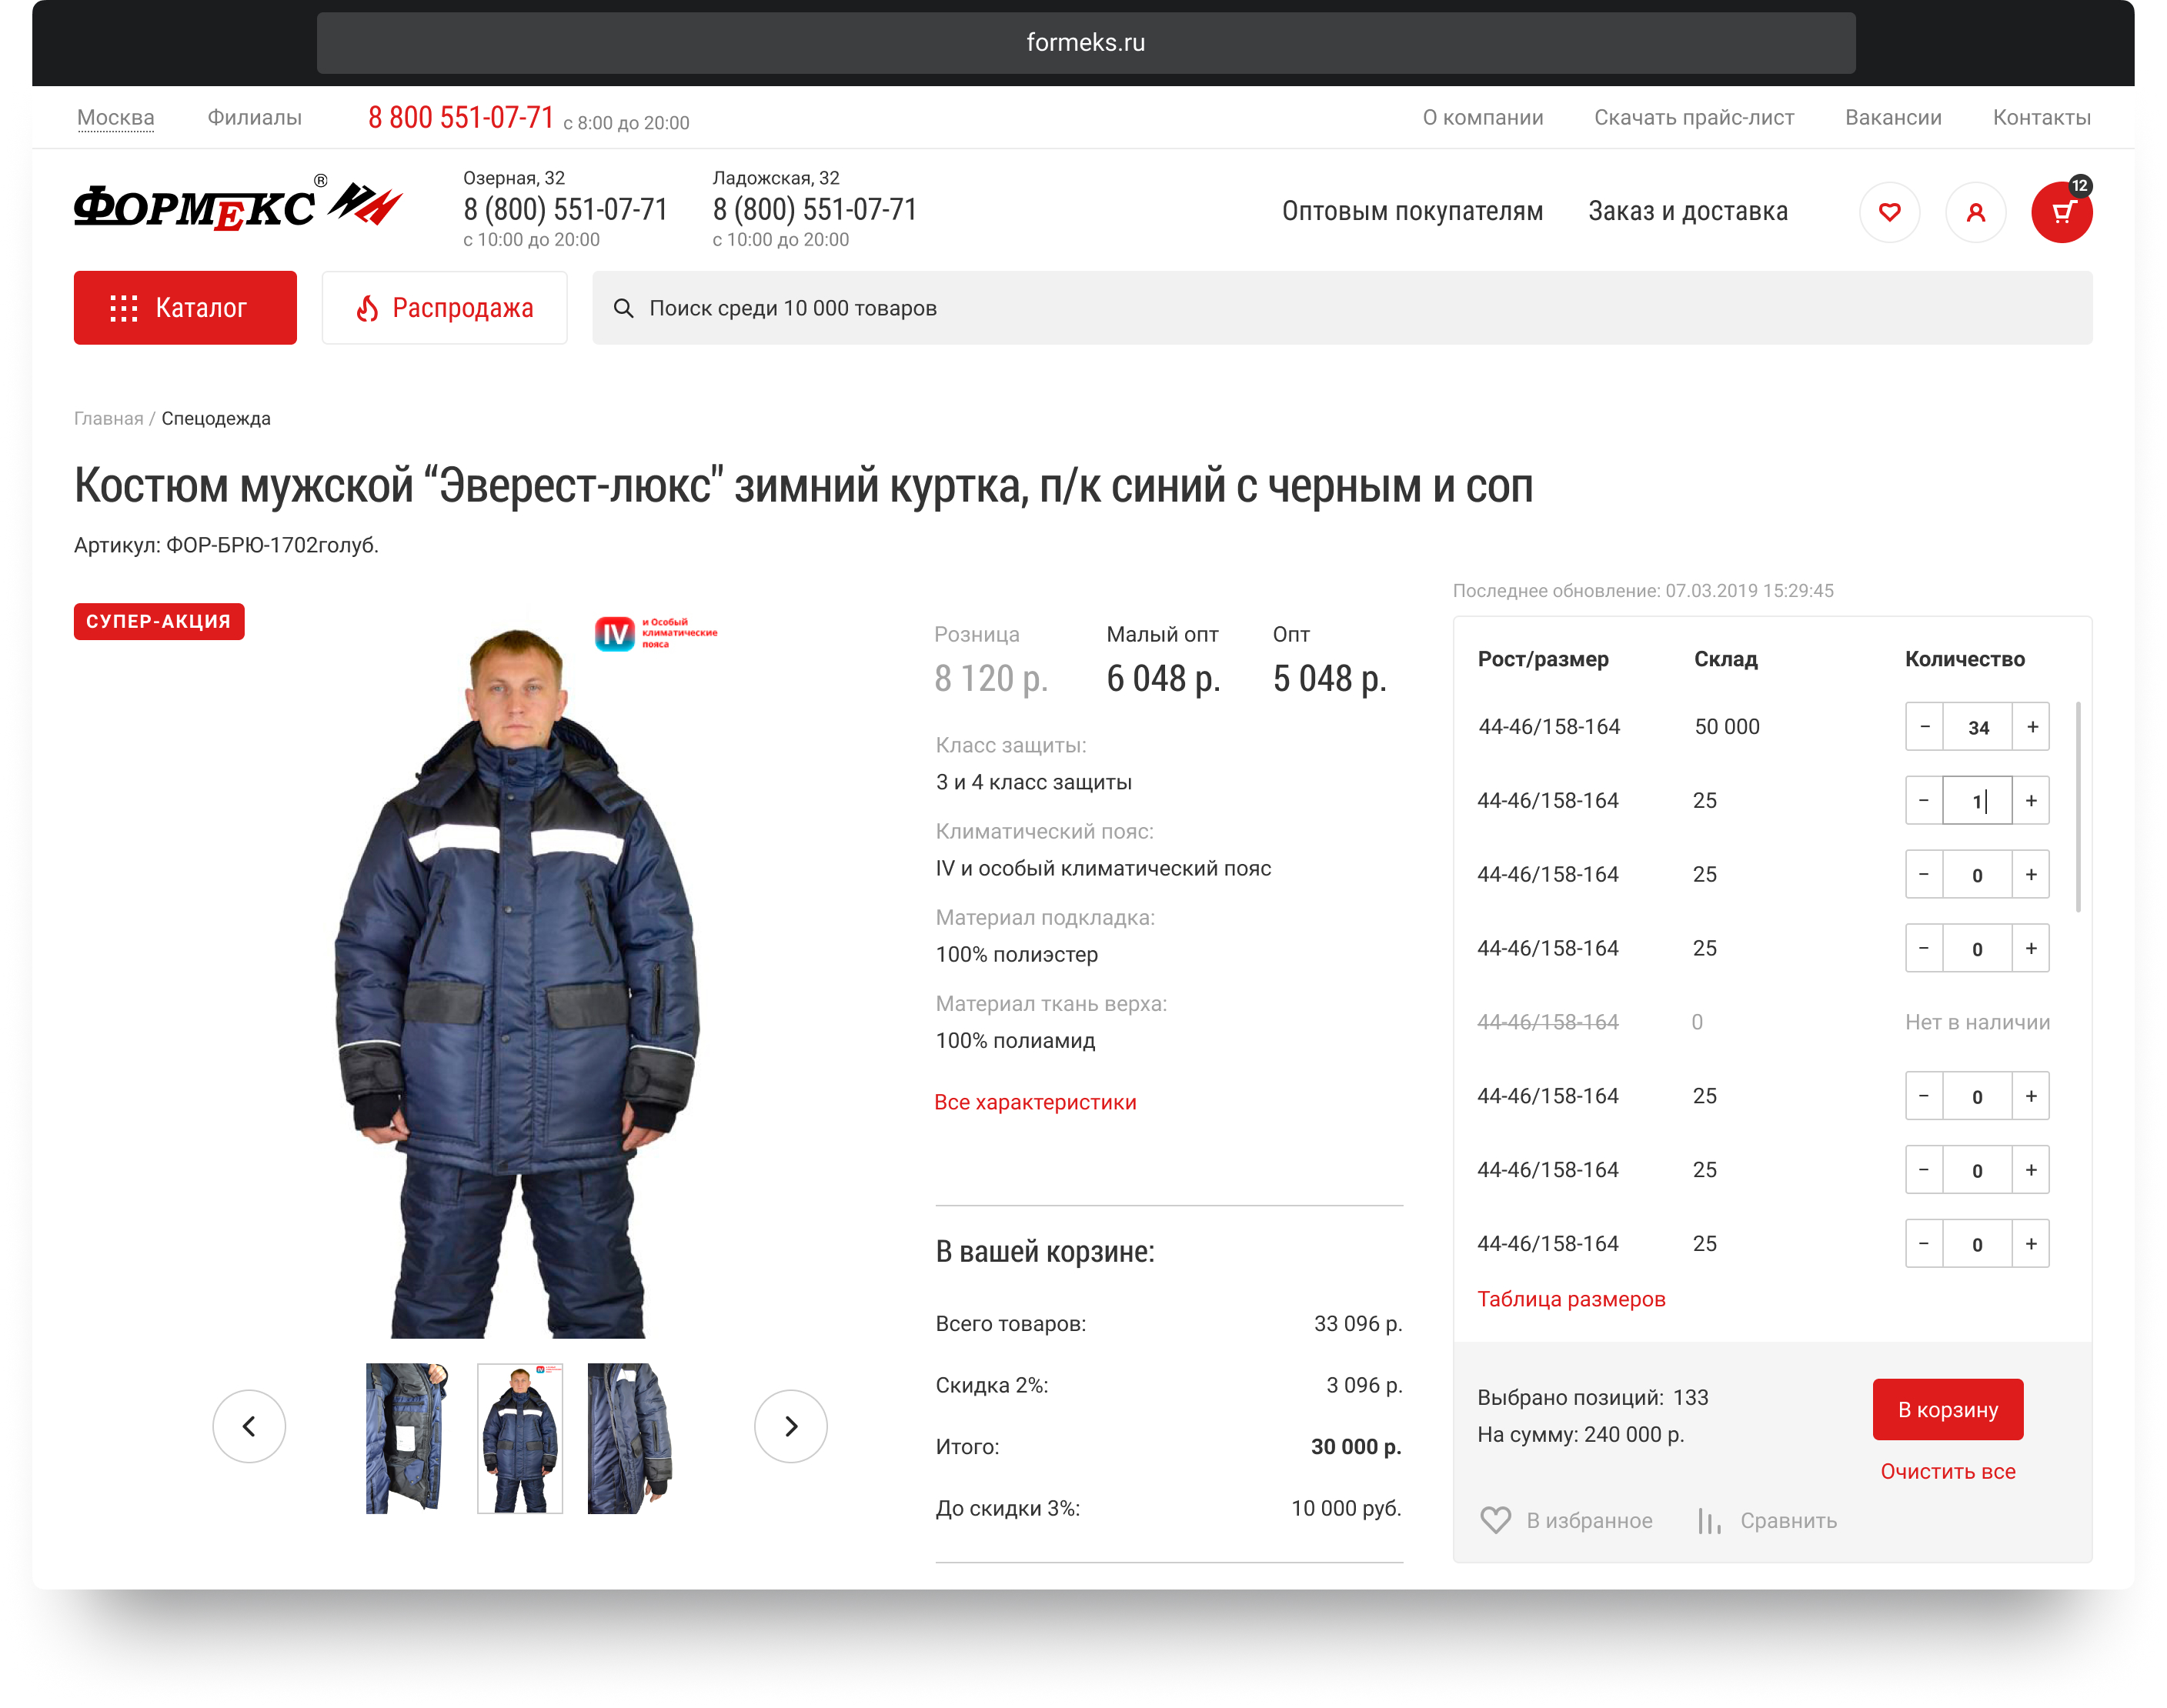 formeks.ru
Москва Филиалы 8 800 551-07-71 с 8:00 до 20:00 О компании Скачать прайс-лист Вакансии Контакты
ФОРМЕКС®
Озерная, 32
8 (800) 551-07-71
с 10:00 до 20:00
Ладожская, 32
8 (800) 551-07-71
с 10:00 до 20:00
Оптовым покупателям Заказ и доставка
12
Каталог Распродажа Поиск среди 10 000 товаров
Главная / Спецодежда
Костюм мужской “Эверест-люкс" зимний куртка, п/к синий с черным и соп
Артикул: ФОР-БРЮ-1702голуб.
СУПЕР-АКЦИЯ
IV
и Особый
климатические
пояса
Розница Малый опт Опт
8 120 р. 6 048 р. 5 048 р.
Класс защиты:
3 и 4 класс защиты
Климатический пояс:
IV и особый климатический пояс
Материал подкладка:
100% полиэстер
Материал ткань верха:
100% полиамид
Все характеристики
В вашей корзине:
Всего товаров: 33 096 р.
Скидка 2%: 3 096 р.
Итого: 30 000 р.
До скидки 3%: 10 000 руб.
Последнее обновление: 07.03.2019 15:29:45
Рост/размер Склад Количество
44-46/158-164 50 000 − 34 +
44-46/158-164 25 − 1 +
44-46/158-164 25 − 0 +
44-46/158-164 25 − 0 +
44-46/158-164 0 Нет в наличии
44-46/158-164 25 − 0 +
44-46/158-164 25 − 0 +
44-46/158-164 25 − 0 +
Таблица размеров
Выбрано позиций: 133
На сумму: 240 000 р.
В корзину
Очистить все
В избранное Сравнить